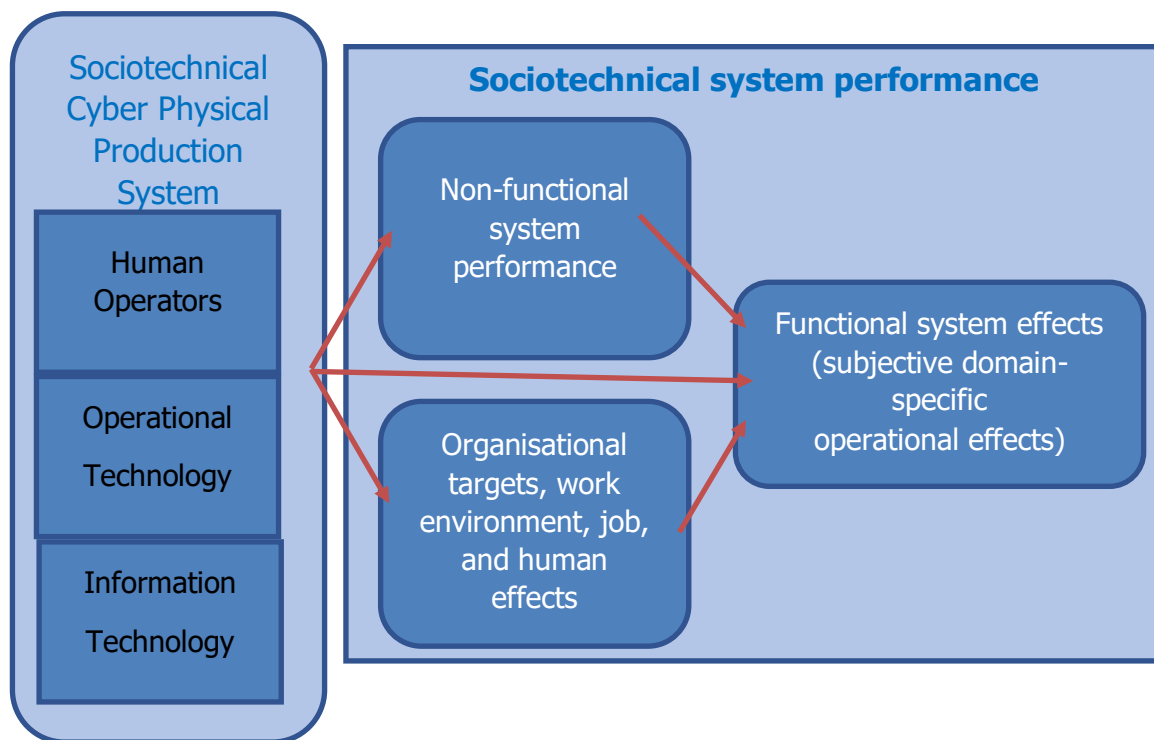 Sociotechnical
Cyber Physical
Production
System
Human
Operators
Operational
Technology
Information
Technology
Sociotechnical system performance
Non-functional
system
performance
Organisational
targets, work
environment, job,
and human
effects
Functional system effects
(subjective domain-
specific
operational effects)